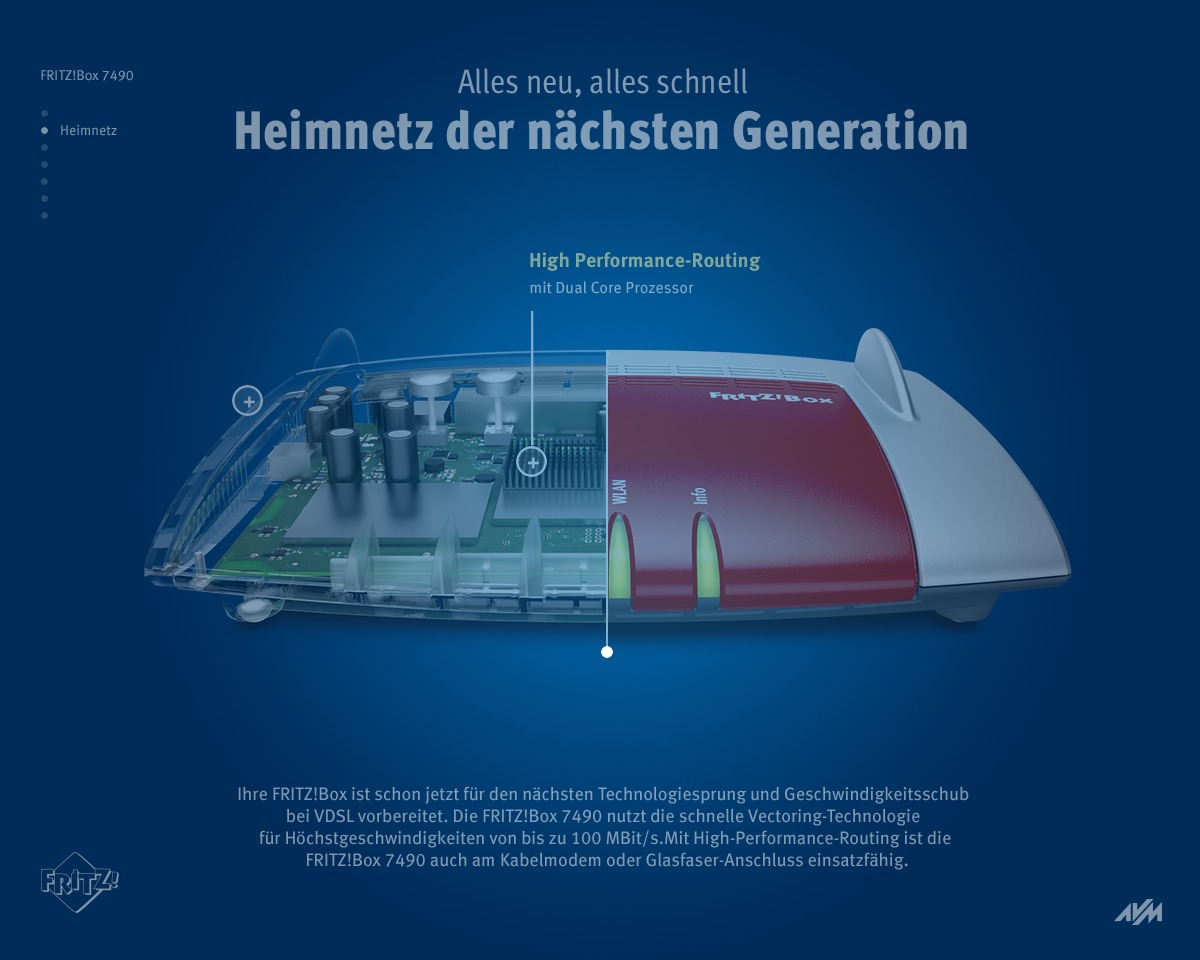 FRITZ!Box 7490
Heimnetz
Alles neu, alles schnell
Heimnetz der nächsten Generation
High Performance-Routing
mit Dual Core Prozessor
FRITZ!Box
WLAN
Info
Ihre FRITZ!Box ist schon jetzt für den nächsten Technologiesprung und Geschwindigkeitsschub
bei VDSL vorbereitet. Die FRITZ!Box 7490 nutzt die schnelle Vectoring-Technologie
für Höchstgeschwindigkeiten von bis zu 100 MBit/s.Mit High-Performance-Routing ist die
FRITZ!Box 7490 auch am Kabelmodem oder Glasfaser-Anschluss einsatzfähig.
FRITZ!
AVM